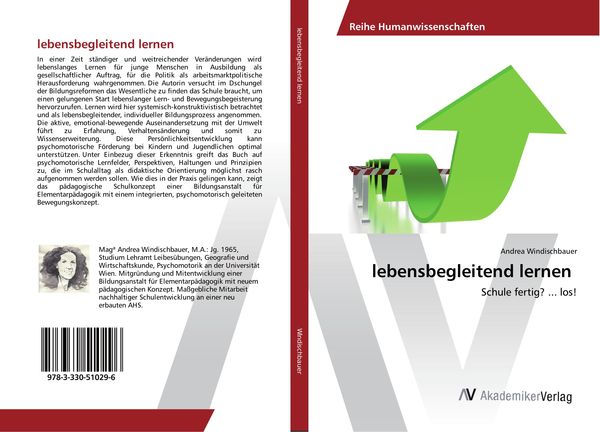 lebensbegleitend lernen
In einer Zeit ständiger und weitreichender Veränderungen wird
lebenslanges Lernen für junge Menschen in Ausbildung als
gesellschaftlicher Auftrag, für die Politik als arbeitsmarktpolitische
Herausforderung wahrgenommen. Die Autorin versucht im Dschungel
der Bildungsreformen das Wesentliche zu finden das Schule braucht, um
einen gelungenen Start lebenslanger Lern- und Bewegungsbegeisterung
hervorzurufen. Lernen wird hier systemisch-konstruktivistisch betrachtet
und als lebensbegleitender, individueller Bildungsprozess angenommen.
Die aktive, emotional-bewegende Auseinandersetzung mit der Umwelt
führt zu Erfahrung, Verhaltensänderung und somit zu
Wissenserweiterung. Diese Persönlichkeitsentwicklung kann
psychomotorische Förderung bei Kindern und Jugendlichen optimal
unterstützen. Unter Einbezug dieser Erkenntnis greift das Buch auf
psychomotorische Lernfelder, Perspektiven, Haltungen und Prinzipien
zu, die im Schulalltag als didaktische Orientierung möglichst rasch
aufgenommen werden sollen. Wie dies in der Praxis gelingen kann, zeigt
das pädagogische Schulkonzept einer Bildungsanstalt für
Elementarpädagogik mit einem integrierten, psychomotorisch geleiteten
Bewegungskonzept.
Magª Andrea Windischbauer, M.A.: Jg. 1965,
Studium Lehramt Leibesübungen, Geografie und
Wirtschaftskunde, Psychomotorik an der Universität
Wien. Mitgründung und Mitentwicklung einer
Bildungsanstalt für Elementarpädagogik mit neuem
pädagogischen Konzept. Maßgebliche Mitarbeit
nachhaltiger Schulentwicklung an einer neu
erbauten AHS.
978-3-330-51029-6
lebensbegleitend lernen
Windischbauer
Reihe Humanwissenschaften
Andrea Windischbauer
lebensbegleitend lernen
Schule fertig? ... los!
AV AkademikerVerlag